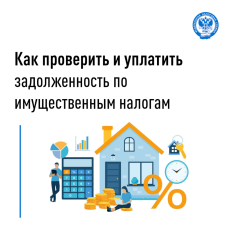 Как проверить и уплатить
задолженность по
имущественным налогам
%